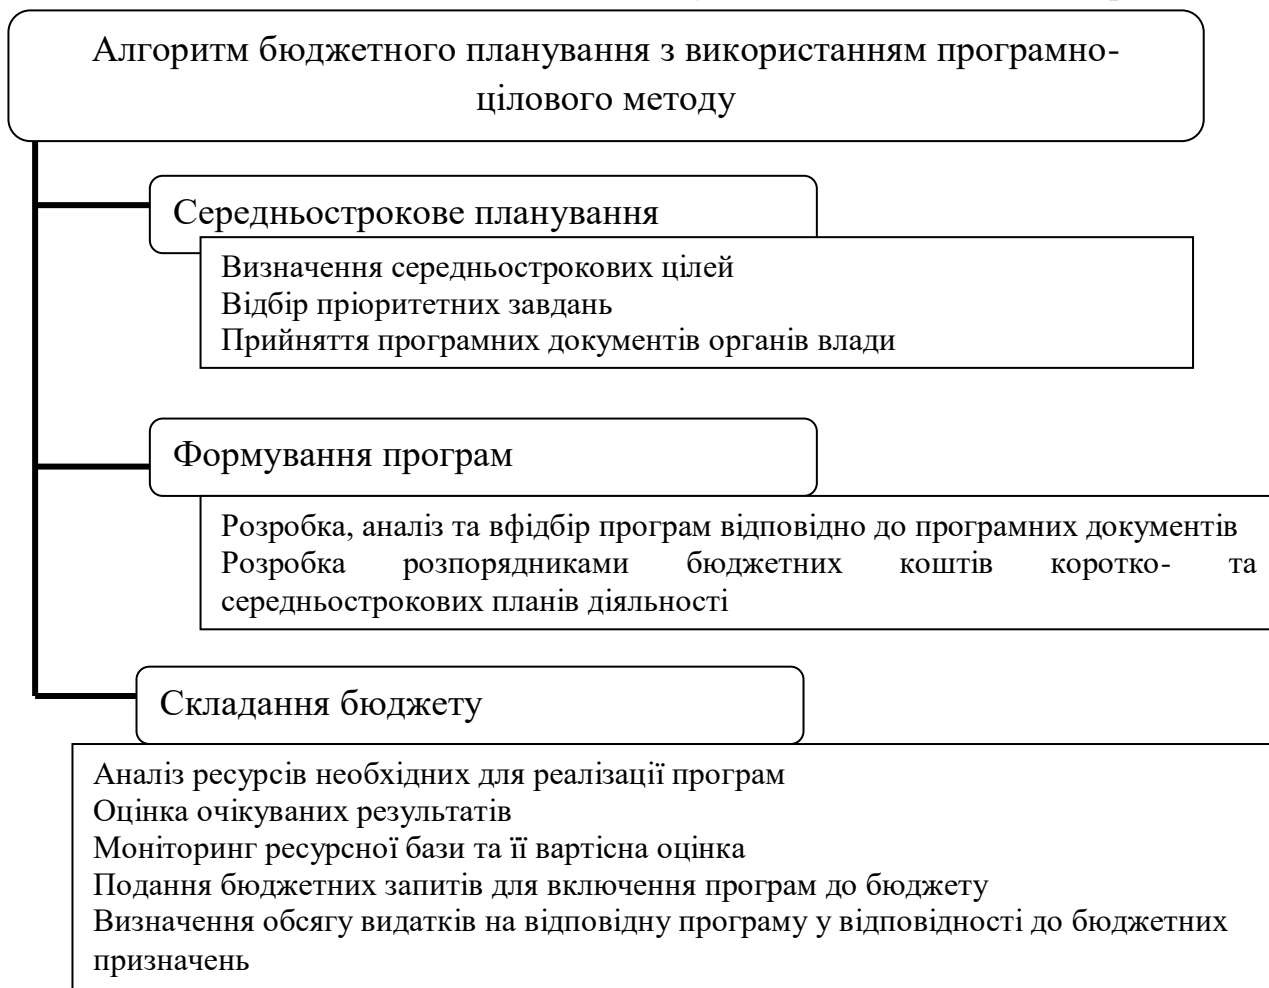 Алгоритм бюджетного планування з використанням програмно-
цілового методу
Середньострокове планування
Визначення середньострокових цілей
Відбір пріоритетних завдань
Прийняття програмних документів органів влади
Формування програм
Розробка, аналіз та вфідбір програм відповідно до програмних документів
Розробка розпорядниками бюджетних коштів коротко- та
середньострокових планів діяльності
Складання бюджету
Аналіз ресурсів необхідних для реалізації програм
Оцінка очікуваних результатів
Моніторинг ресурсної бази та її вартісна оцінка
Подання бюджетних запитів для включення програм до бюджету
Визначення обсягу видатків на відповідну програму у відповідності до бюджетних
призначень